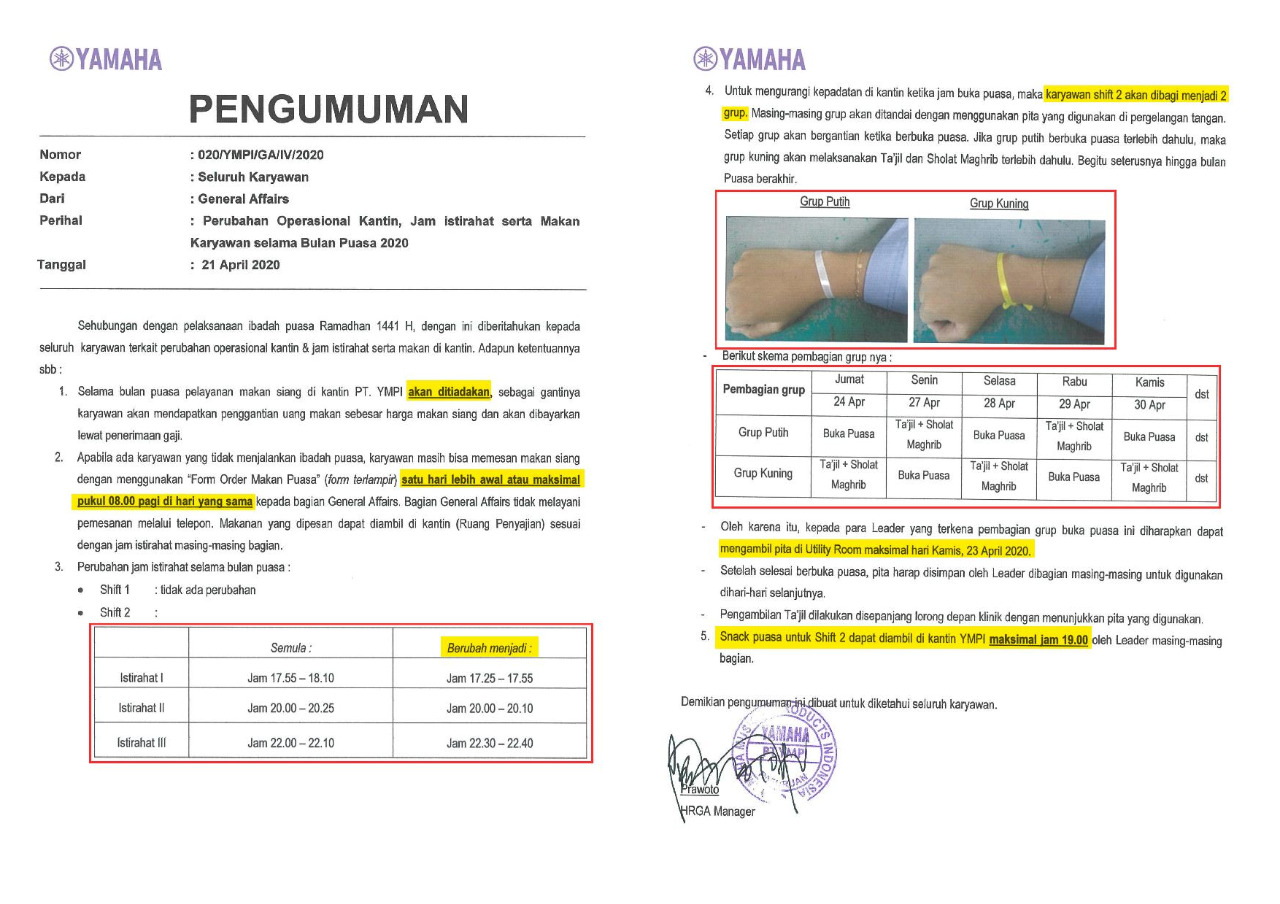 YAMAHA
PENGUMUMAN
Nomor : 020/YMPI/GA/IV/2020
Kepada : Seluruh Karyawan
Dari : General Affairs
Perihal : Perubahan Operasional Kantin, Jam istirahat serta Makan
Karyawan selama Bulan Puasa 2020
Tanggal : 21 April 2020
Sehubungan dengan pelaksanaan ibadah puasa Ramadhan 1441 H, dengan ini diberitahukan kepada
seluruh karyawan terkait perubahan operasional kantin & jam istirahat serta makan di kantin. Adapun ketentuannya
sbb :
1. Selama bulan puasa pelayanan makan siang di kantin PT. YMPI akan ditiadakan, sebagai gantinya
karyawan akan mendapatkan penggantian uang makan sebesar harga makan siang dan akan dibayarkan
lewat penerimaan gaji.
2. Apabila ada karyawan yang tidak menjalankan ibadah puasa, karyawan masih bisa memesan makan siang
dengan menggunakan “Form Order Makan Puasa” (form terlampir) satu hari lebih awal atau maksimal
pukul 08.00 pagi di hari yang sama kepada bagian General Affairs. Bagian General Affairs tidak melayani
pemesanan melalui telepon. Makanan yang dipesan dapat diambil di kantin (Ruang Penyajian) sesuai
dengan jam istirahat masing-masing bagian.
3. Perubahan jam istirahat selama bulan puasa :
• Shift 1 : tidak ada perubahan
• Shift 2 :
Semula : Berubah menjadi :
Istirahat I Jam 17.55 – 18.10 Jam 17.25 – 17.55
Istirahat II Jam 20.00 – 20.25 Jam 20.00 – 20.10
Istirahat III Jam 22.00 – 22.10 Jam 22.30 – 22.40
YAMAHA
4. Untuk mengurangi kepadatan di kantin ketika jam buka puasa, maka karyawan shift 2 akan dibagi menjadi 2
grup. Masing-masing grup akan ditandai dengan menggunakan pita yang digunakan di pergelangan tangan.
Setiap grup akan bergantian ketika berbuka puasa. Jika grup putih berbuka puasa terlebih dahulu, maka
grup kuning akan melaksanakan Ta'jil dan Sholat Maghrib terlebih dahulu. Begitu seterusnya hingga bulan
Puasa berakhir.
Grup Putih Grup Kuning
- Berikut skema pembagian grup nya :
Pembagian grup Jumat Senin Selasa Rabu Kamis dst
24 Apr 27 Apr 28 Apr 29 Apr 30 Apr
Grup Putih Buka Puasa Ta'jil + Sholat Maghrib Buka Puasa Ta'jil + Sholat Maghrib Buka Puasa dst
Grup Kuning Ta'jil + Sholat Maghrib Buka Puasa Ta'jil + Sholat Maghrib Buka Puasa Ta'jil + Sholat Maghrib dst
- Oleh karena itu, kepada para Leader yang terkena pembagian grup buka puasa ini diharapkan dapat
mengambil pita di Utility Room maksimal hari Kamis, 23 April 2020.
- Setelah selesai berbuka puasa, pita harap disimpan oleh Leader dibagian masing-masing untuk digunakan
dihari-hari selanjutnya.
- Pengambilan Ta'jil dilakukan disepanjang lorong depan klinik dengan menunjukkan pita yang digunakan.
5. Snack puasa untuk Shift 2 dapat diambil di kantin YMPI maksimal jam 19.00 oleh Leader masing-masing
bagian.
Demikian pengumuman ini dibuat untuk diketahui seluruh karyawan.
YAMAHA
PT. YMPI
PRODUCTS INDONESIA
Prawoto
HRGA Manager